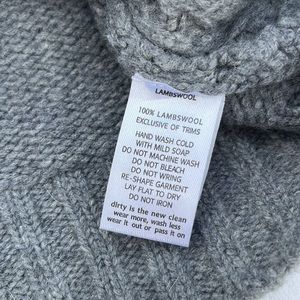 LAMBSWOOL
100% LAMBSWOOL
EXCLUSIVE OF TRIMS
HAND WASH COLD
WITH MILD SOAP
DO NOT MACHINE WASH
DO NOT BLEACH
DO NOT WRING
RE-SHAPE GARMENT
LAY FLAT TO DRY
DO NOT IRON
dirty is the new clean
wear more, wash less
wear it out or pass it on